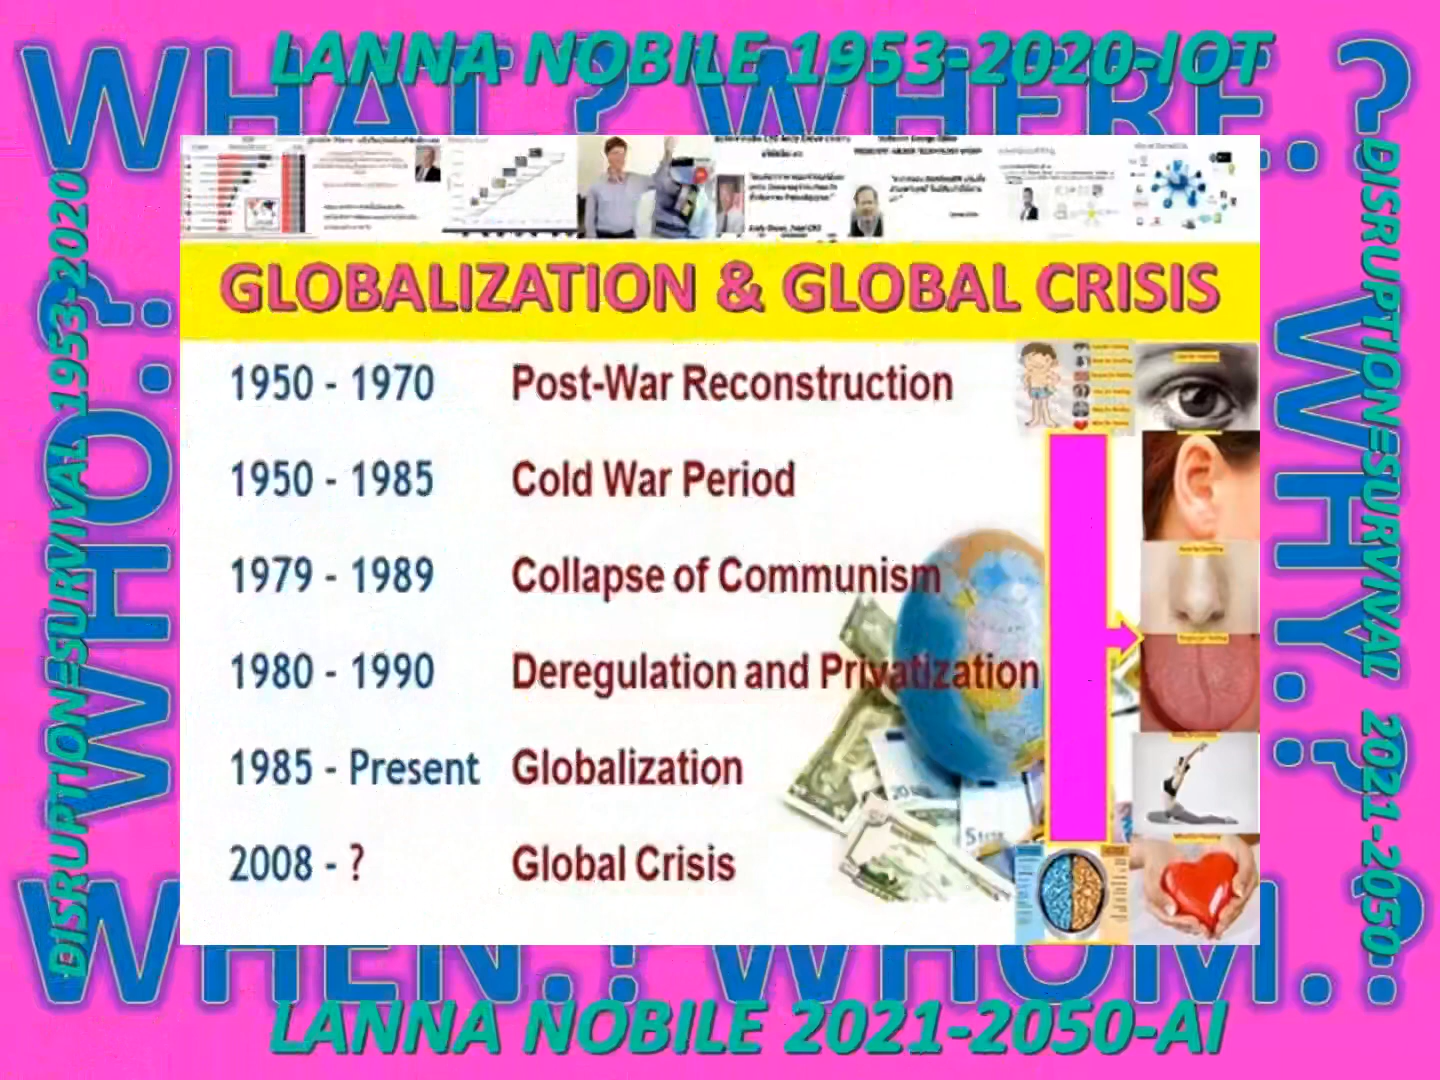 LANNA NOBILE 1953-2020-IOT
WHAT ? WHERE. ?
GLOBALIZATION & GLOBAL CRISIS
1950 - 1970 Post-War Reconstruction
1950 - 1985 Cold War Period
1979 - 1989 Collapse of Communism
1980 - 1990 Deregulation and Privatization
1985 - Present Globalization
2008 - ? Global Crisis
WHO. ?
DISRUPTION=SURVIVAL 1953-2020
WHY. ?
DISRUPTION=SURVIVAL 2021-2050
WHEN. ? WHOM. ?
LANNA NOBILE 2021-2050-AI